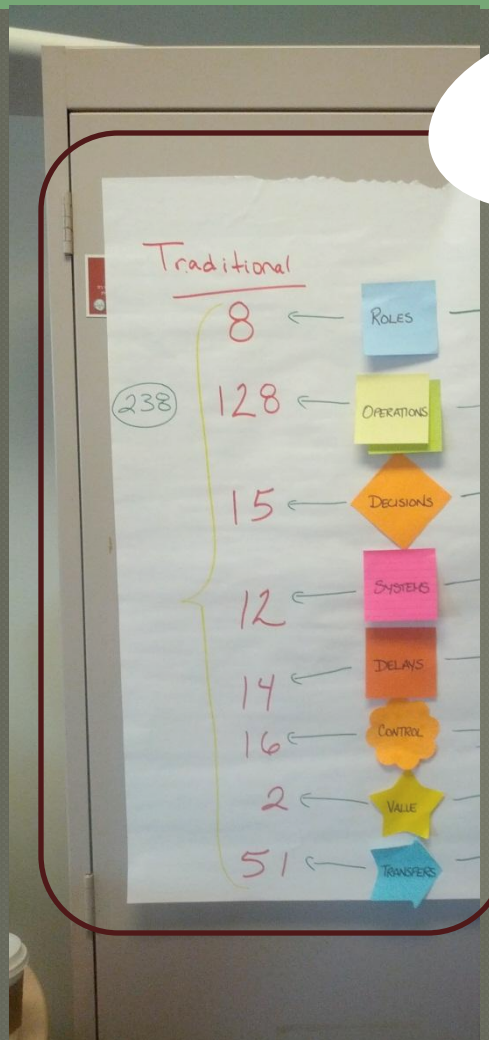 Traditional
8 ROLES
238 128 OPERATIONS
15 DECISIONS
12 SYSTEMS
14 DELAYS
16 CONTROL
2 VALUE
51 TRANSFERS